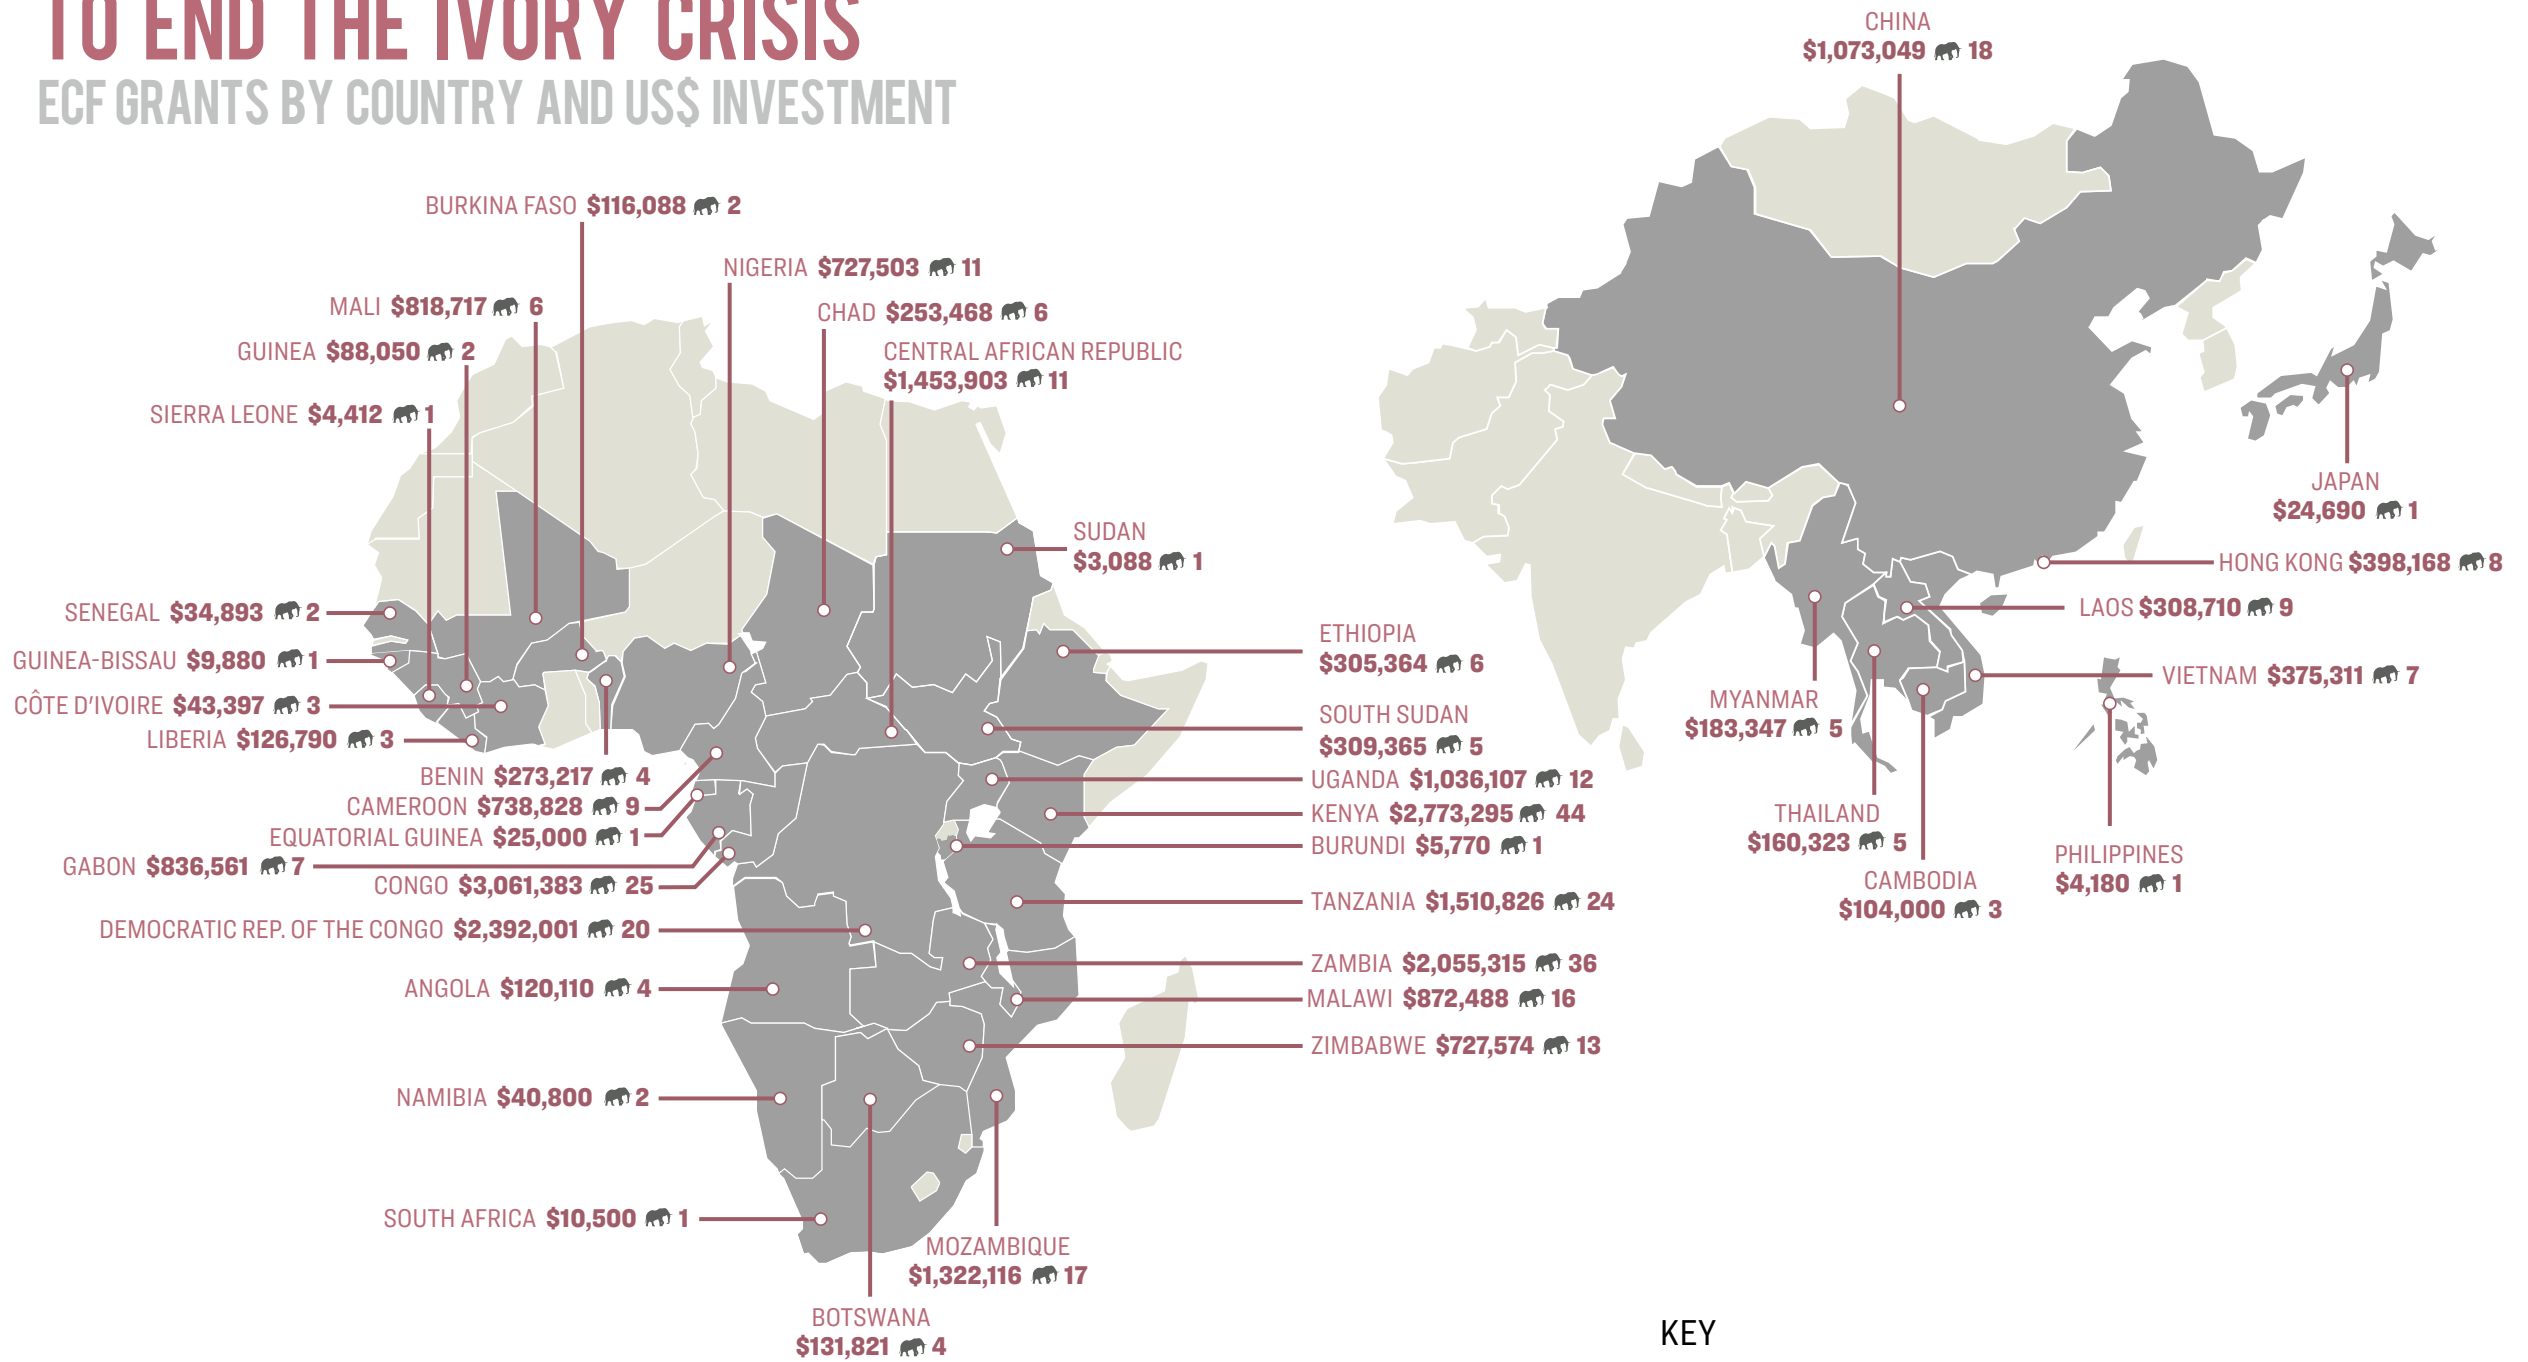 TO END THE IVORY CRISIS
ECF GRANTS BY COUNTRY AND US$ INVESTMENT
CHINA
$1,073,049 18
BURKINA FASO $116,088 2
NIGERIA $727,503 11
MALI $818,717 6
CHAD $253,468 6
GUINEA $88,050 2
CENTRAL AFRICAN REPUBLIC
$1,453,903 11
SIERRA LEONE $4,412 1
JAPAN
$24,690 1
SUDAN
$3,088 1
HONG KONG $398,168 8
SENEGAL $34,893 2
LAOS $308,710 9
ETHIOPIA
$305,364 6
GUINEA-BISSAU $9,880 1
VIETNAM $375,311 7
CÔTE D'IVOIRE $43,397 3
MYANMAR
$183,347 5
SOUTH SUDAN
$309,365 5
LIBERIA $126,790 3
BENIN $273,217 4
UGANDA $1,036,107 12
CAMEROON $738,828 9
KENYA $2,773,295 44
THAILAND
$160,323 5
EQUATORIAL GUINEA $25,000 1
BURUNDI $5,770 1
PHILIPPINES
$4,180 1
GABON $836,561 7
CONGO $3,061,383 25
CAMBODIA
$104,000 3
TANZANIA $1,510,826 24
DEMOCRATIC REP. OF THE CONGO $2,392,001 20
ZAMBIA $2,055,315 36
ANGOLA $120,110 4
MALAWI $872,488 16
ZIMBABWE $727,574 13
NAMIBIA $40,800 2
SOUTH AFRICA $10,500 1
MOZAMBIQUE
$1,322,116 17
BOTSWANA
$131,821 4
KEY